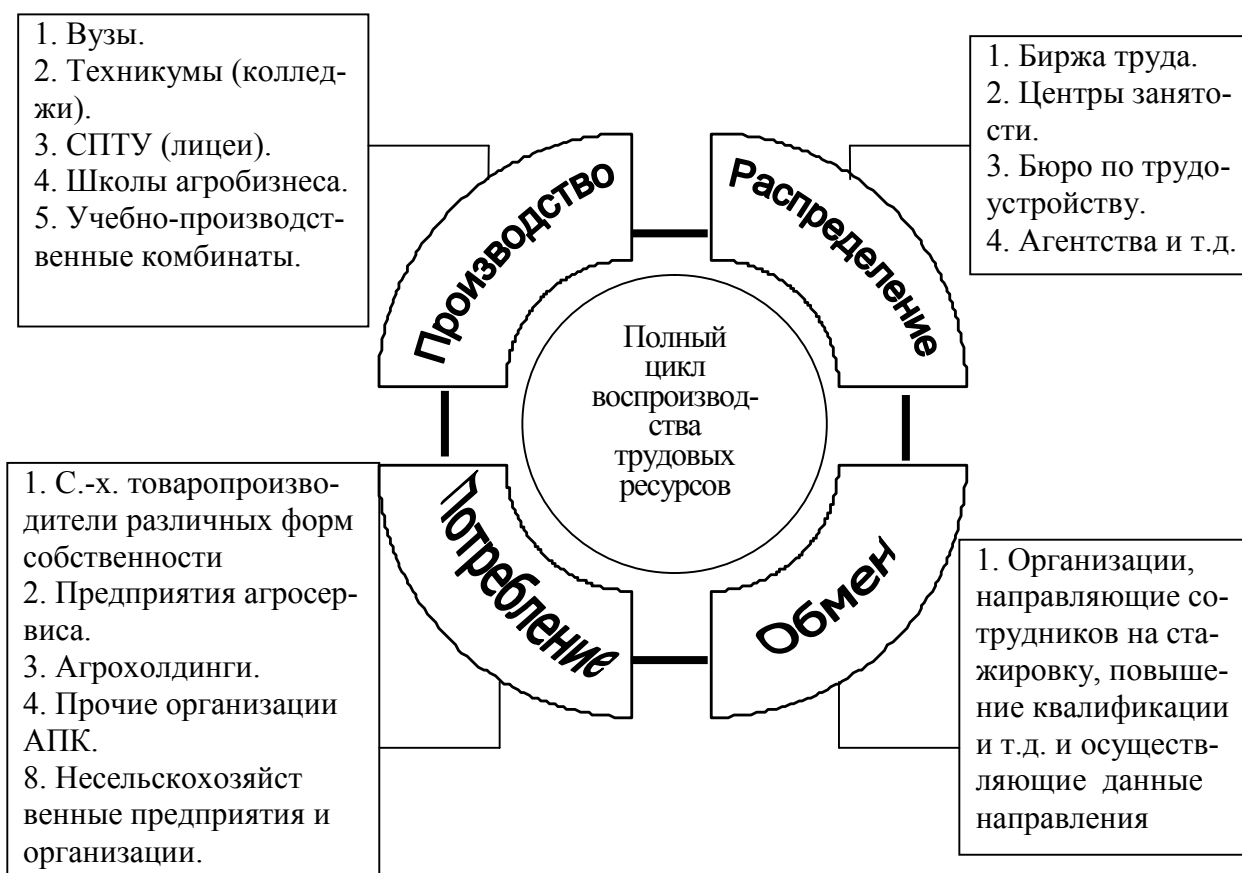 1. Вузы.
2. Техникумы (коллед-
жи).
3. СПТУ (лицеи).
4. Школы агробизнеса.
5. Учебно-производст-
венные комбинаты.
1. Биржа труда.
2. Центры занято-
сти.
3. Бюро по трудо-
устройству.
4. Агентства и т.д.
Производство
Распределение
Полный
цикл
воспроизвод-
ства
трудовых
ресурсов
Потребление
Обмен
1. С.-х. товаропроизво-
дители различных форм
собственности
2. Предприятия агросер-
виса.
3. Агрохолдинги.
4. Прочие организации
АПК.
8. Несельскохозяйст
венные предприятия и
организации.
1. Организации,
направляющие со-
трудников на ста-
жировку, повыше-
ние квалификации
и т.д. и осуществ-
ляющие данные
направления